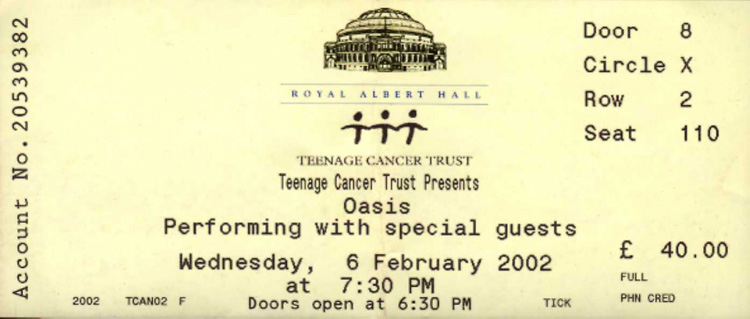 Account No. 20539382
ROYAL ALBERT HALL
TEENAGE CANCER TRUST
Teenage Cancer Trust Presents
Oasis
Performing with special guests
Wednesday, 6 February 2002
at 7:30 PM
Doors open at 6:30 PM
2002 TCAN02 F
TICK
Door 8
Circle X
Row 2
Seat 110
£ 40.00
FULL
PHN CRED